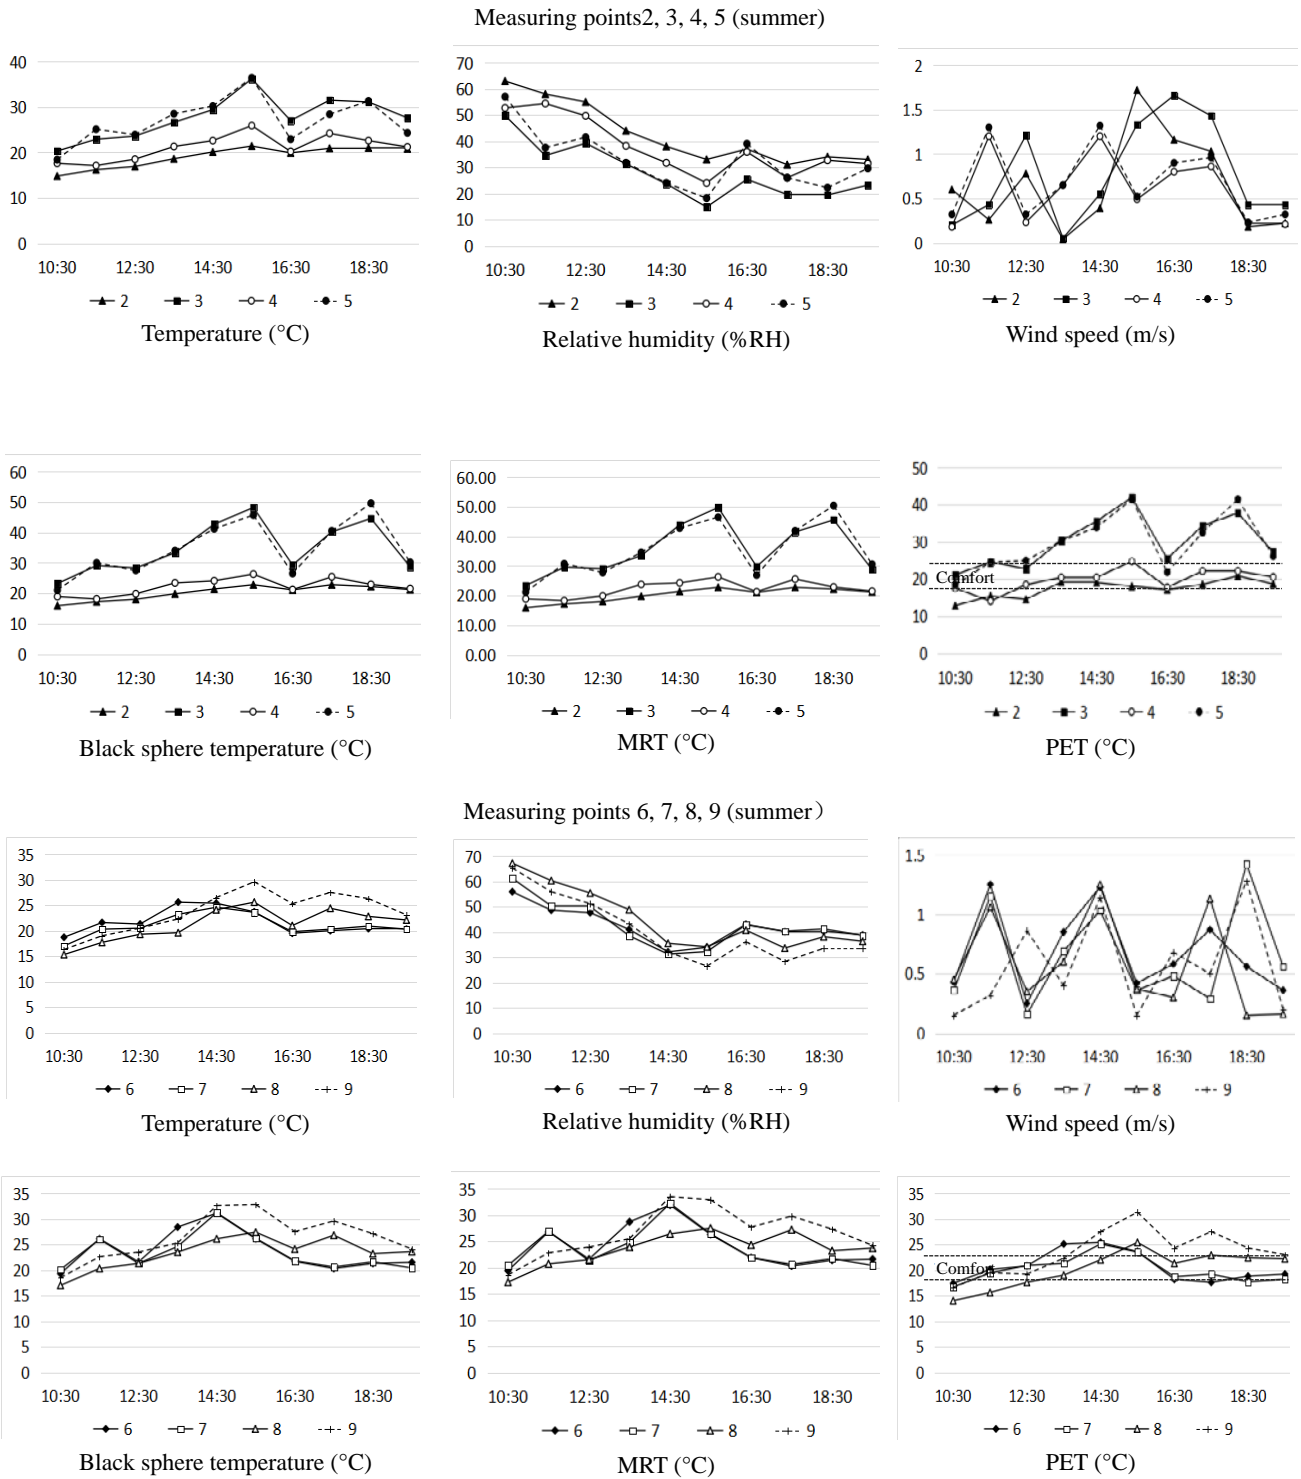 Measuring points2, 3, 4, 5 (summer)
40
30
20
10
0
10:30 12:30 14:30 16:30 18:30
2 3 4 5
Temperature (°C)
70
60
50
40
30
20
10
0
10:30 12:30 14:30 16:30 18:30
2 3 4 5
Relative humidity (%RH)
2
1.5
1
0.5
0
10:30 12:30 14:30 16:30 18:30
2 3 4 5
Wind speed (m/s)
60
50
40
30
20
10
0
10:30 12:30 14:30 16:30 18:30
2 3 4 5
Black sphere temperature (°C)
60.00
50.00
40.00
30.00
20.00
10.00
0.00
10:30 12:30 14:30 16:30 18:30
2 3 4 5
MRT (°C)
50
40
30
20
10
0
Comfort
10:30 12:30 14:30 16:30 18:30
2 3 4 5
PET (°C)
Measuring points 6, 7, 8, 9 (summer）
35
30
25
20
15
10
5
0
10:30 12:30 14:30 16:30 18:30
6 7 8 9
Temperature (°C)
70
60
50
40
30
20
10
0
10:30 12:30 14:30 16:30 18:30
6 7 8 9
Relative humidity (%RH)
1.5
1
0.5
0
10:30 12:30 14:30 16:30 18:30
6 7 8 9
Wind speed (m/s)
35
30
25
20
15
10
5
0
10:30 12:30 14:30 16:30 18:30
6 7 8 9
Black sphere temperature (°C)
35
30
25
20
15
10
5
0
10:30 12:30 14:30 16:30 18:30
6 7 8 9
MRT (°C)
35
30
25
20
15
10
5
0
Comfort
10:30 12:30 14:30 16:30 18:30
6 7 8 9
PET (°C)